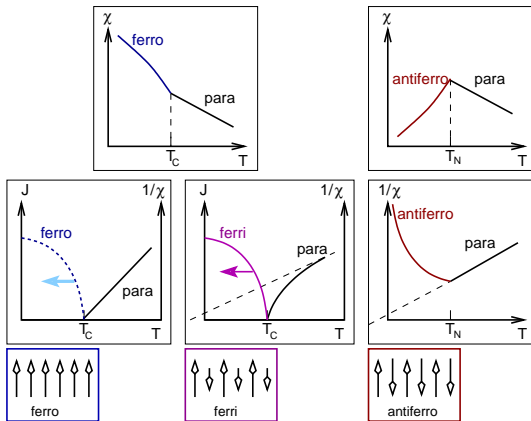 χ
ferro
para
T_C
T
χ
antiferro
para
T_N
T
J
1/χ
ferro
para
T_C
T
J
1/χ
ferri
para
T_C
T
1/χ
antiferro
para
T_N
T
ferro
ferri
antiferro